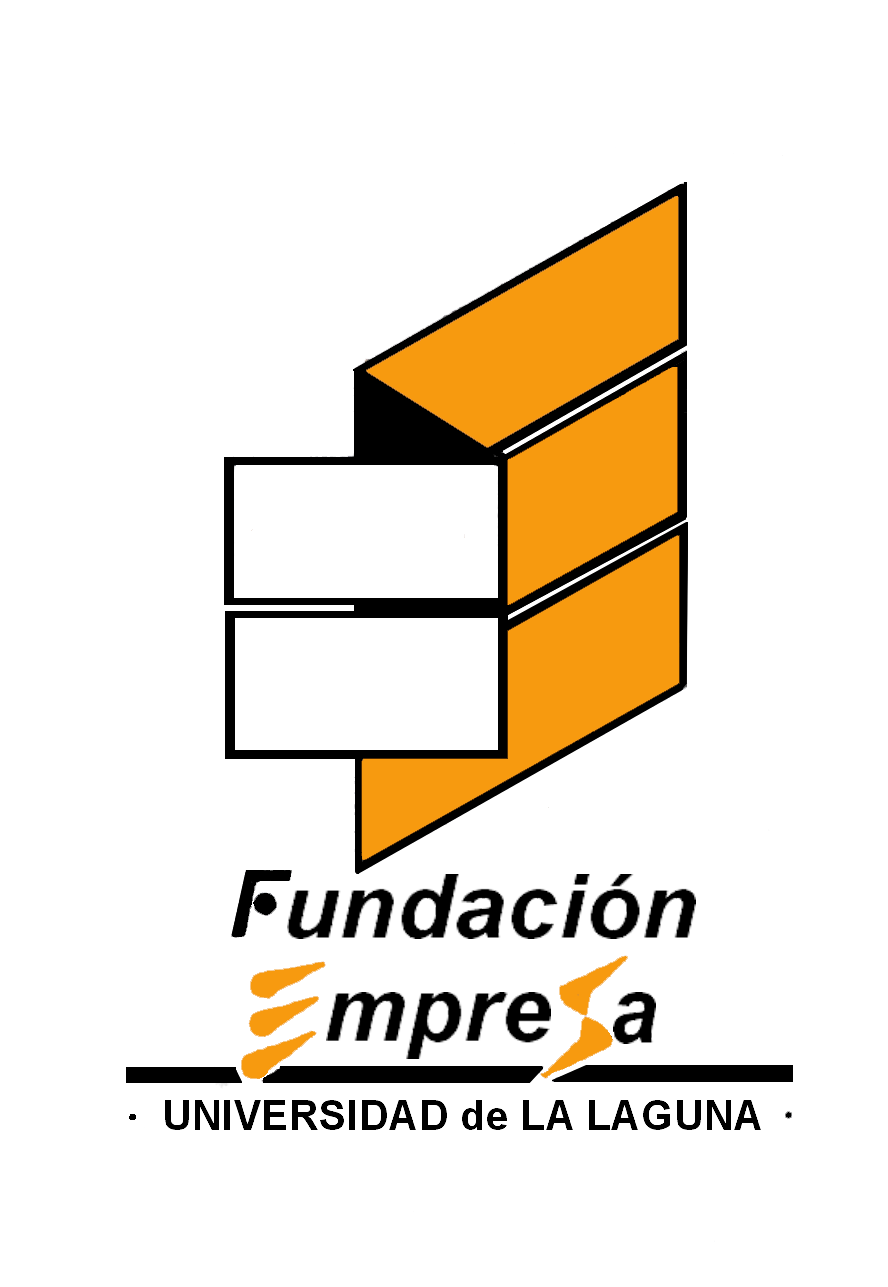 Fundación
EmpreSa
· UNIVERSIDAD de LA LAGUNA ·